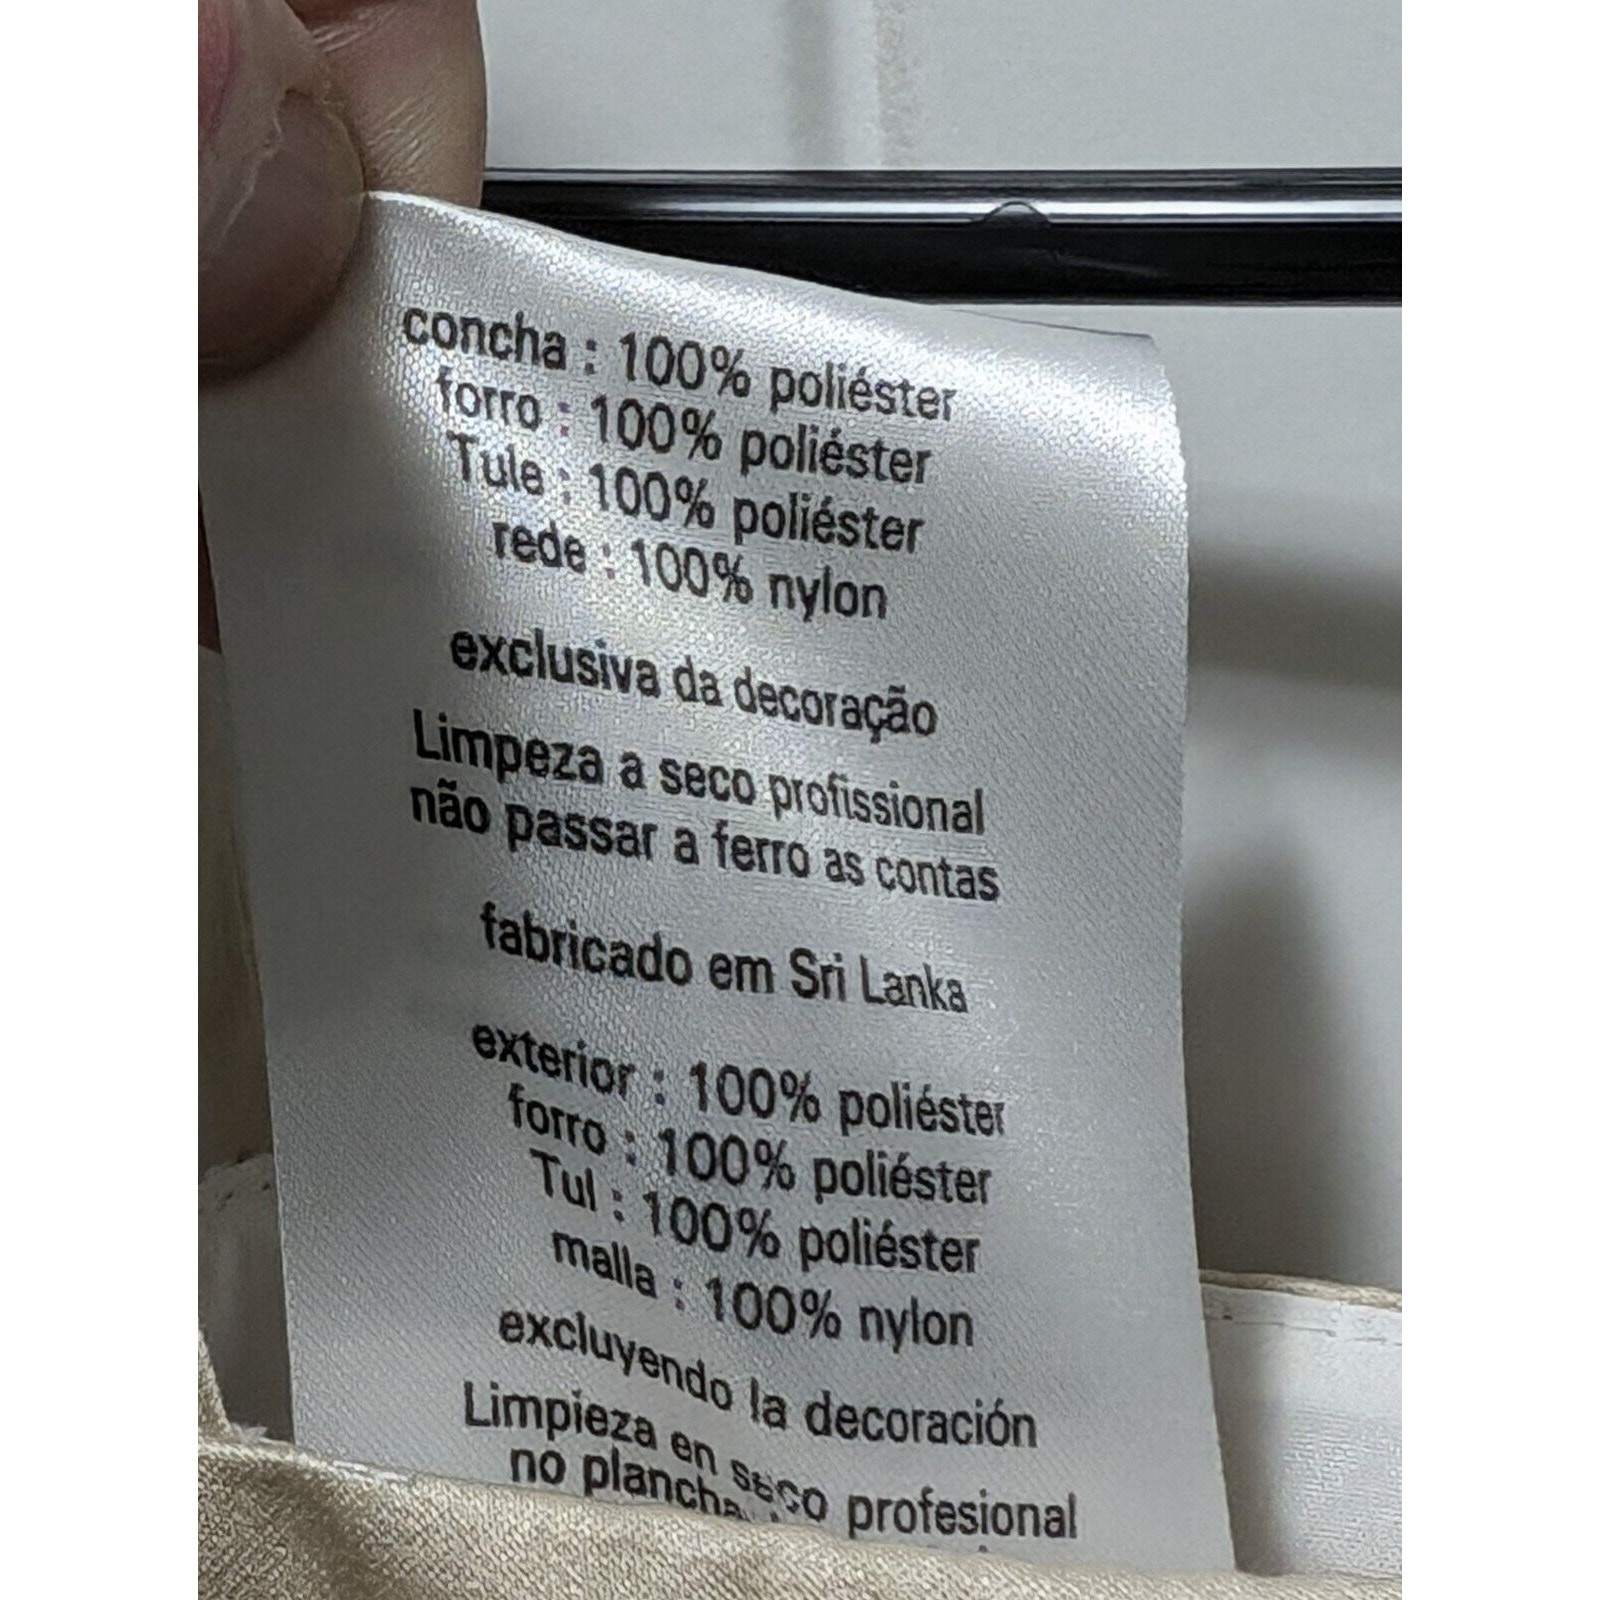 concha : 100% poliéster
forro : 100% poliéster
Tule : 100% poliéster
rede : 100% nylon
exclusiva da decoração
Limpeza a seco profissional
não passar a ferro as contas
fabricado em Sri Lanka
exterior : 100% poliéster
forro : 100% poliéster
Tul : 100% poliéster
malla : 100% nylon
excluyendo la decoración
Limpieza en seco profesional
no